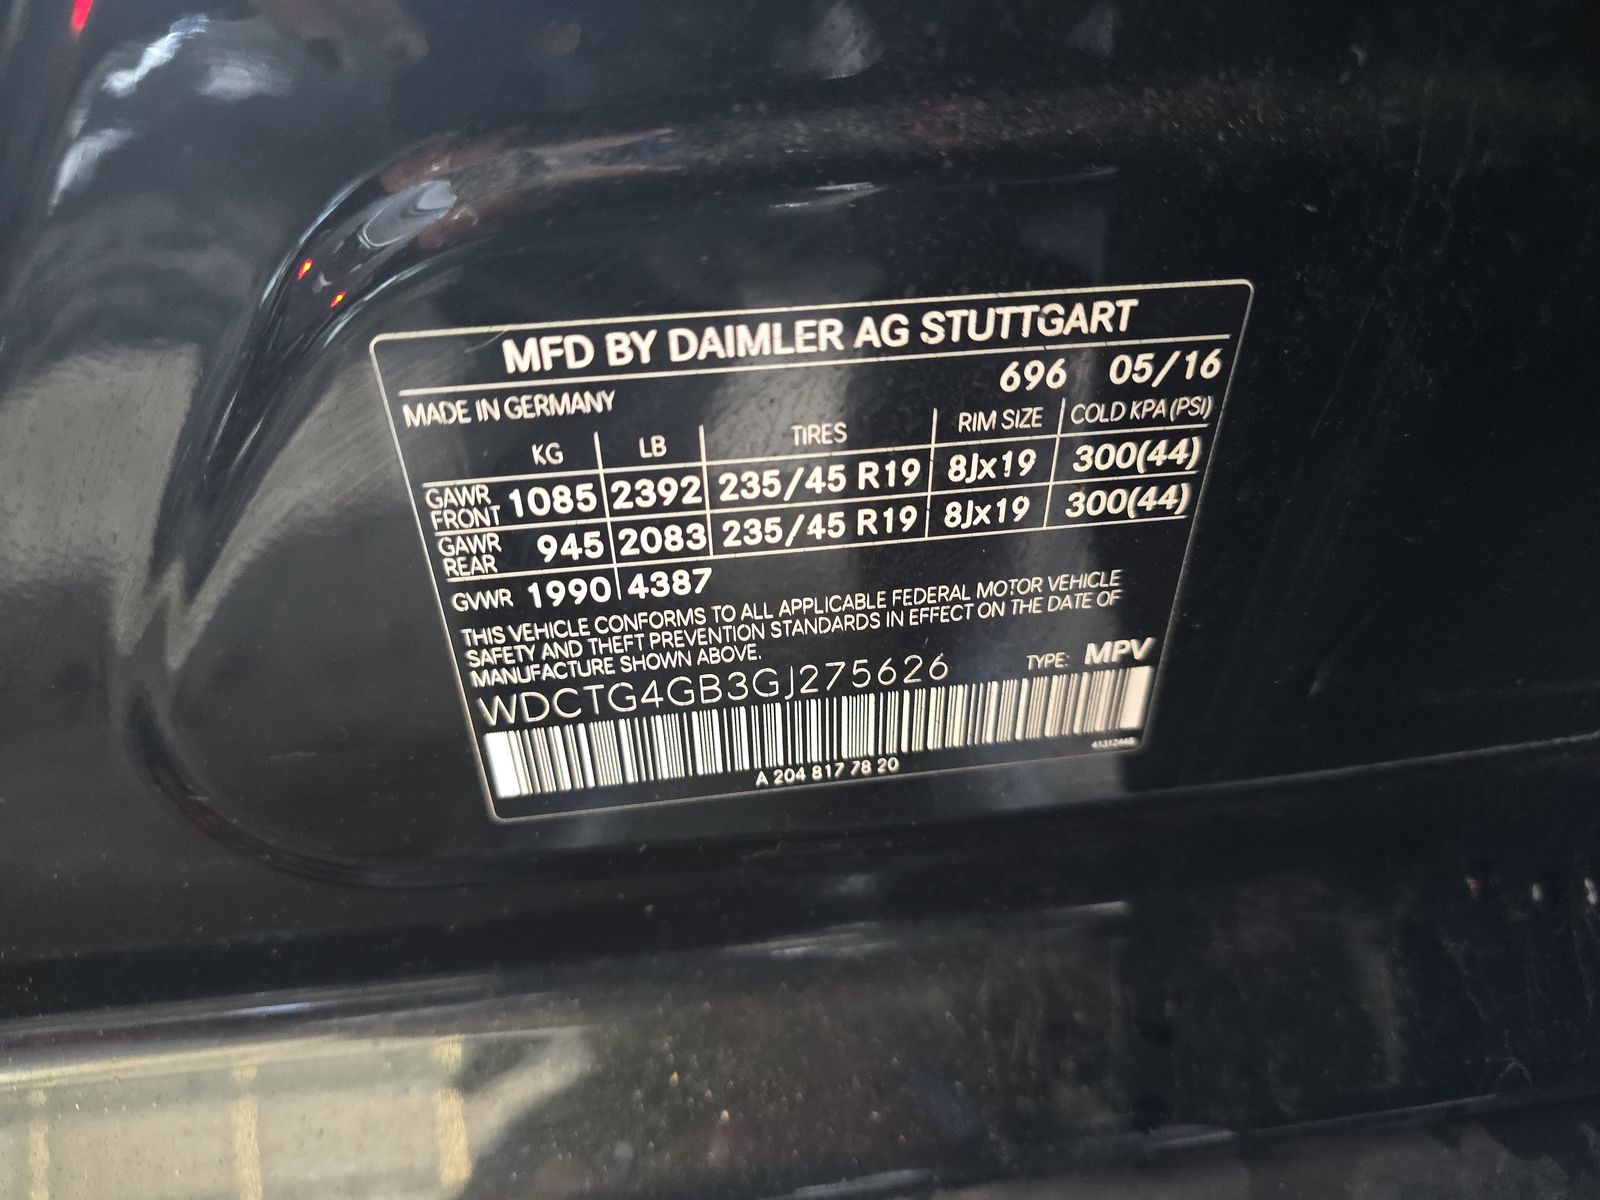 MFD BY DAIMLER AG STUTTGART
696 05/16
MADE IN GERMANY
KG LB TIRES RIM SIZE COLD KPA (PSI)
GAWR FRONT 1085 2392 235/45 R19 8Jx19 300(44)
GAWR REAR 945 2083 235/45 R19 8Jx19 300(44)
GVWR 1990 4387
THIS VEHICLE CONFORMS TO ALL APPLICABLE FEDERAL MOTOR VEHICLE
SAFETY AND THEFT PREVENTION STANDARDS IN EFFECT ON THE DATE OF
MANUFACTURE SHOWN ABOVE.
TYPE: MPV
WDCTG4GB3GJ275626
41312446
A 204 817 78 20